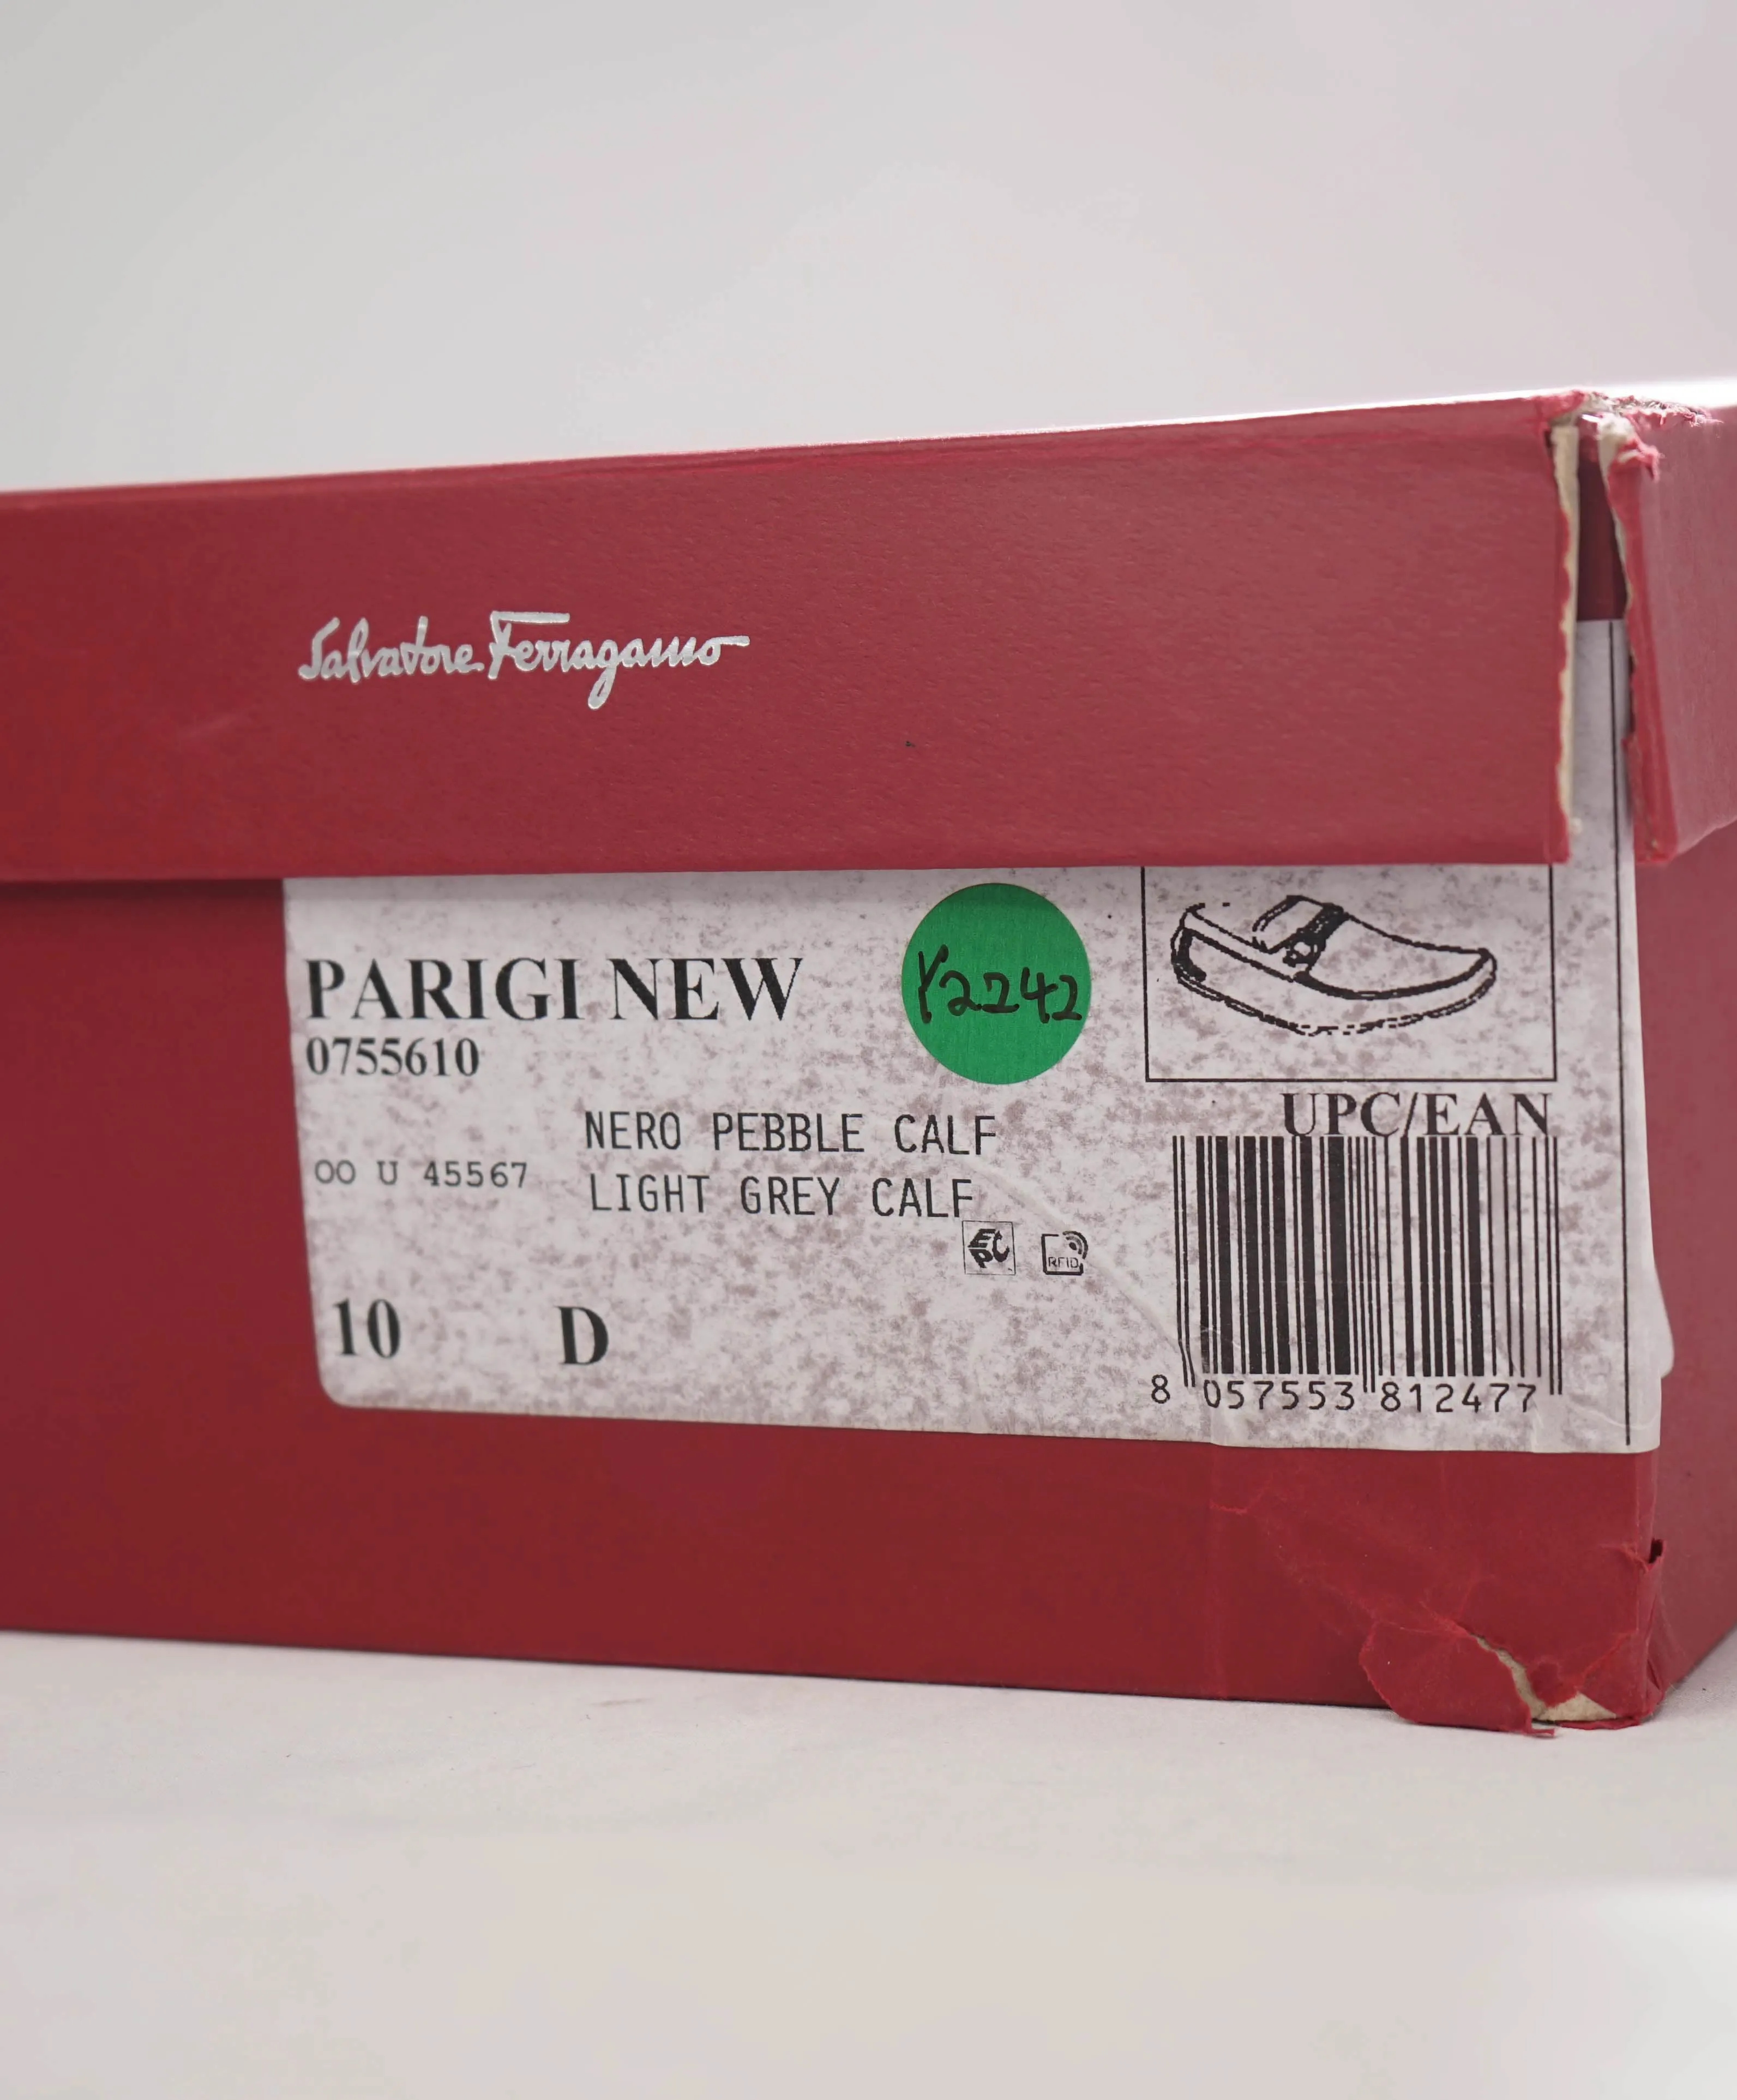 Salvatore Ferragamo
PARIGI NEW
0755610
Y2242
NERO PEBBLE CALF
OO U 45567
LIGHT GREY CALF
EPC
RFID
10 D
UPC/EAN
8 057553 812477